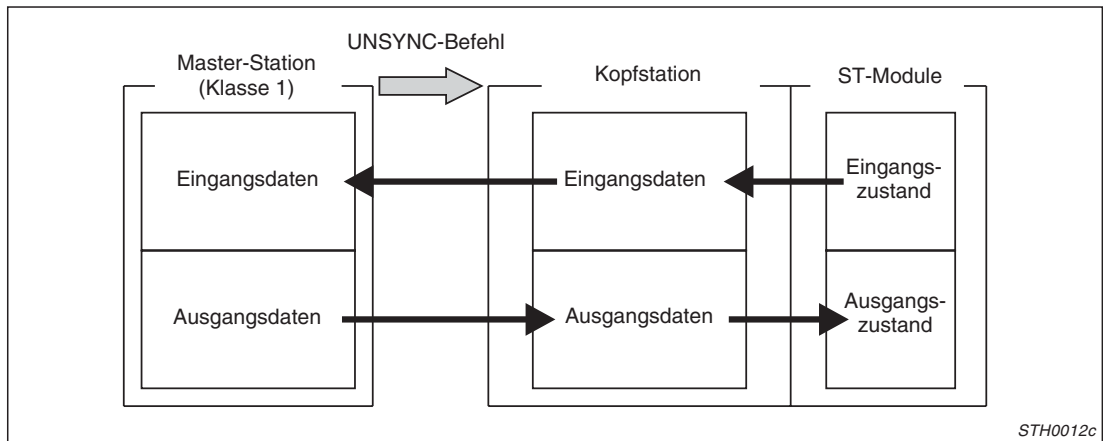 UNSYNC-Befehl
Master-Station
(Klasse 1)
Kopfstation
ST-Module
Eingangsdaten
Eingangsdaten
Eingangs-
zustand
Ausgangsdaten
Ausgangsdaten
Ausgangs-
zustand
STH0012c